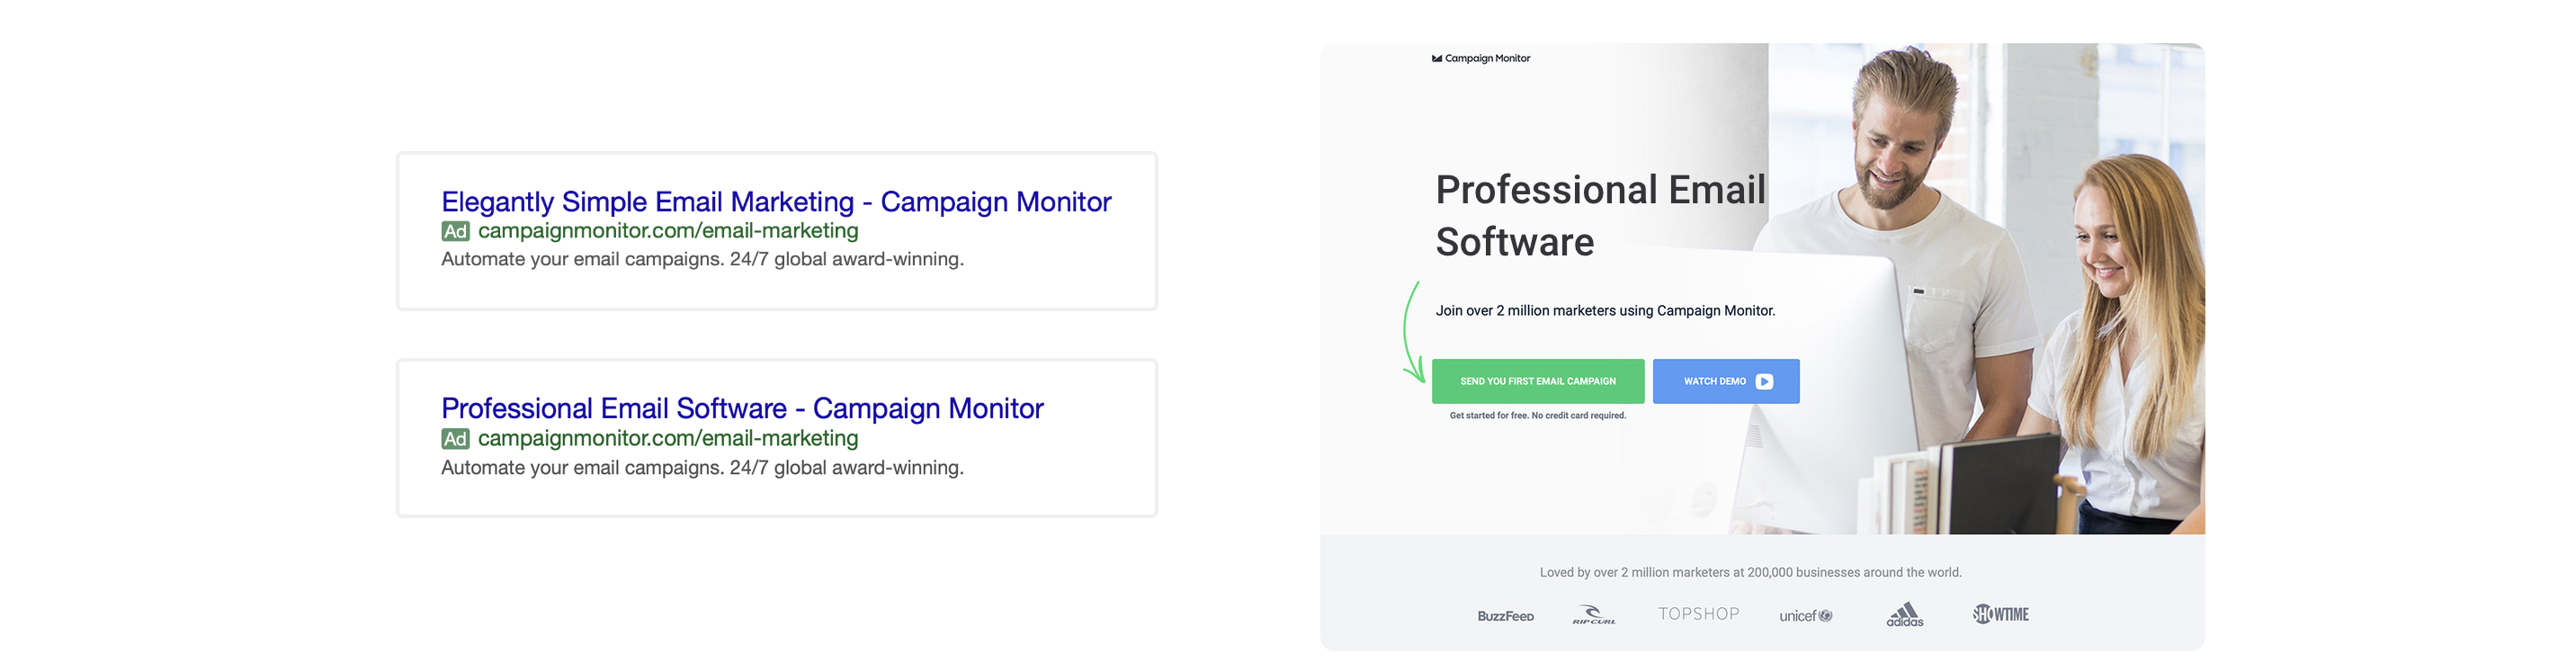 Elegantly Simple Email Marketing - Campaign Monitor
Ad campaignmonitor.com/email-marketing
Automate your email campaigns. 24/7 global award-winning.
Professional Email Software - Campaign Monitor
Ad campaignmonitor.com/email-marketing
Automate your email campaigns. 24/7 global award-winning.
Campaign Monitor
Professional Email
Software
Join over 2 million marketers using Campaign Monitor.
SEND YOU FIRST EMAIL CAMPAIGN
WATCH DEMO
Get started for free. No credit card required.
Loved by over 2 million marketers at 200,000 businesses around the world.
BuzzFeed RIP CURL TOPSHOP unicef adidas SHOWTIME